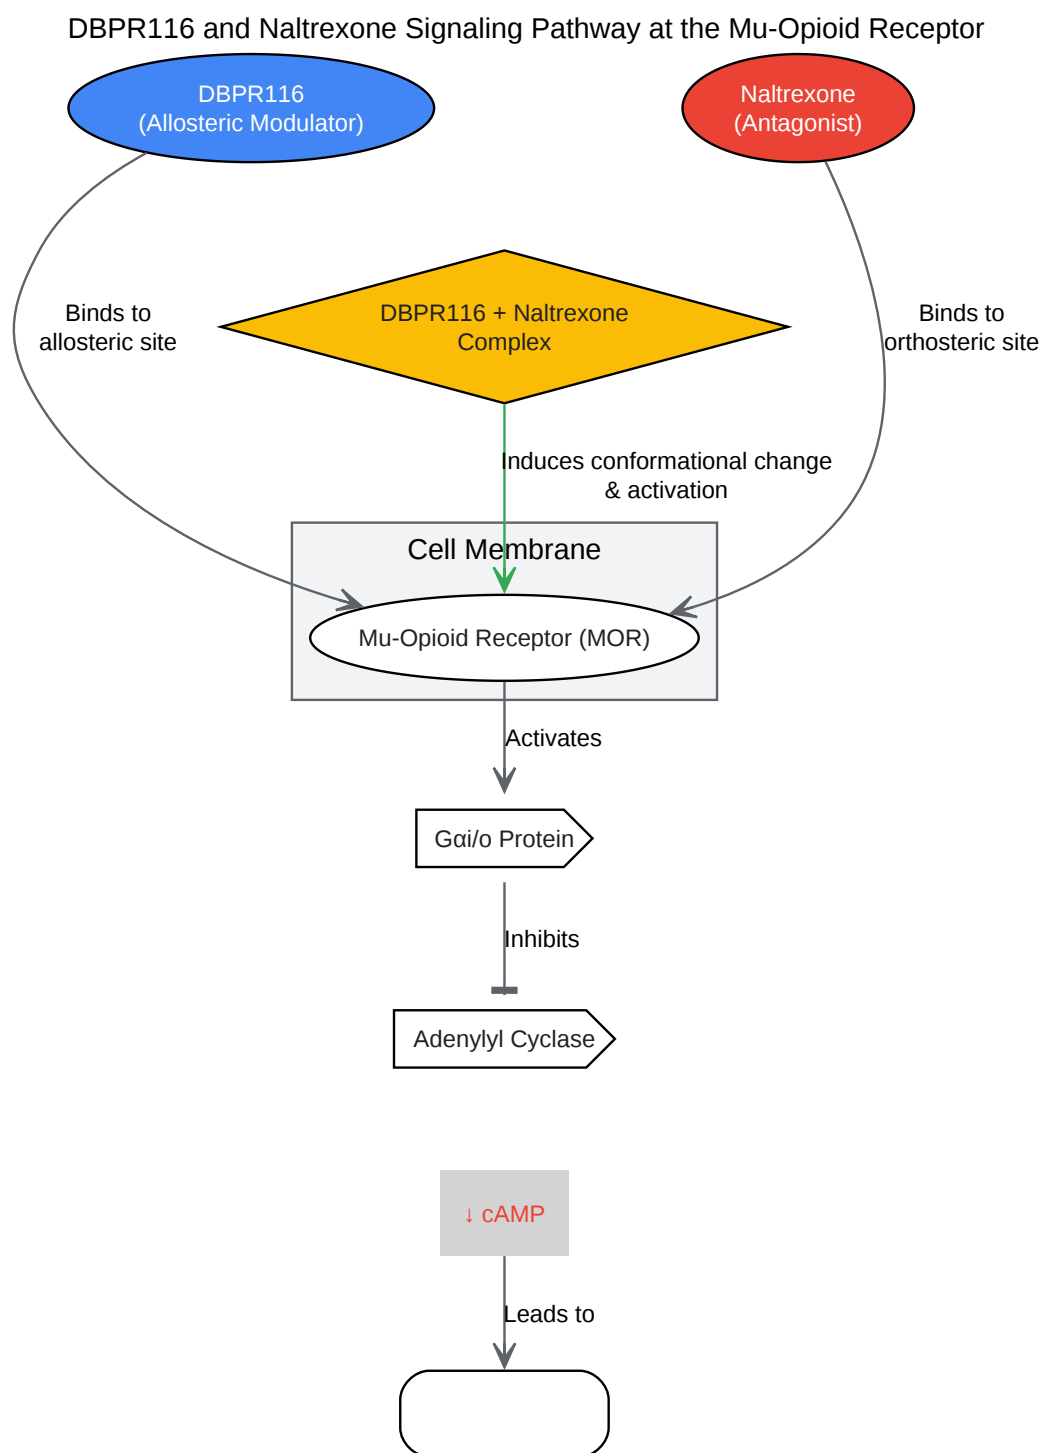 DBPR116 and Naltrexone Signaling Pathway at the Mu-Opioid Receptor
DBPR116
(Allosteric Modulator)
Naltrexone
(Antagonist)
Binds to
allosteric site
DBPR116 + Naltrexone
Complex
Binds to
orthosteric site
Induces conformational change
& activation
Cell Membrane
Mu-Opioid Receptor (MOR)
Activates
Gαi/o Protein
Inhibits
Adenylyl Cyclase
↓ cAMP
Leads to